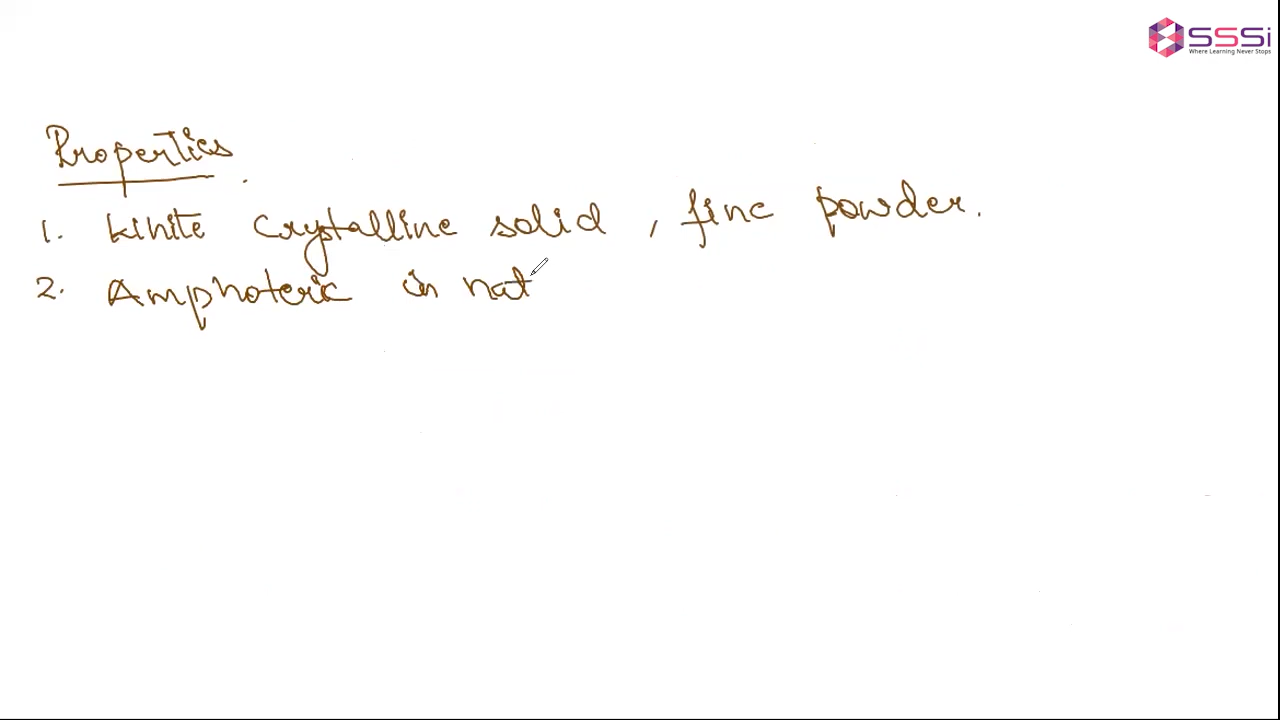 SSSi
Where Learning Never Stops
Properties.
1. White Crystalline solid, fine powder.
2. Amphoteric in nat